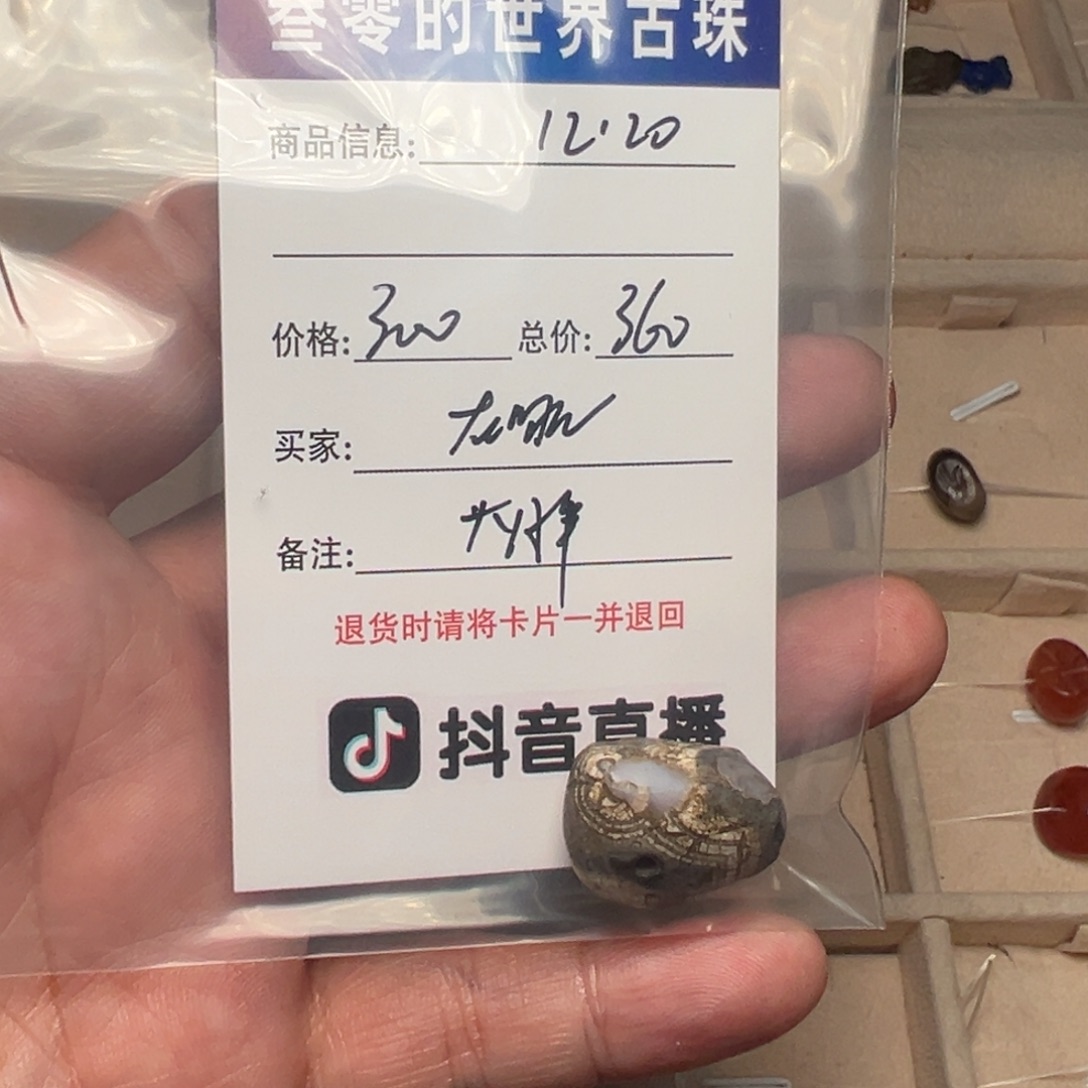 叁零的世界古珠
商品信息: 12.20
价格: 300 总价: 360
买家:
备注:
退货时请将卡片一并退回
抖音直播